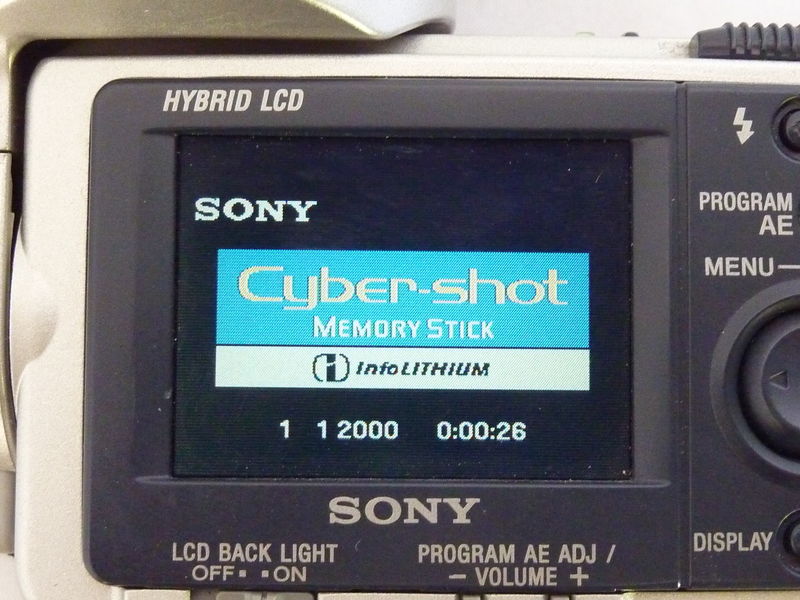 HYBRID LCD
SONY
Cyber-shot
MEMORY STICK
InfoLITHIUM
1 1 2000 0:00:26
SONY
LCD BACK LIGHT
OFF ON
PROGRAM AE ADJ /
– VOLUME +
PROGRAM
AE
MENU
DISPLAY